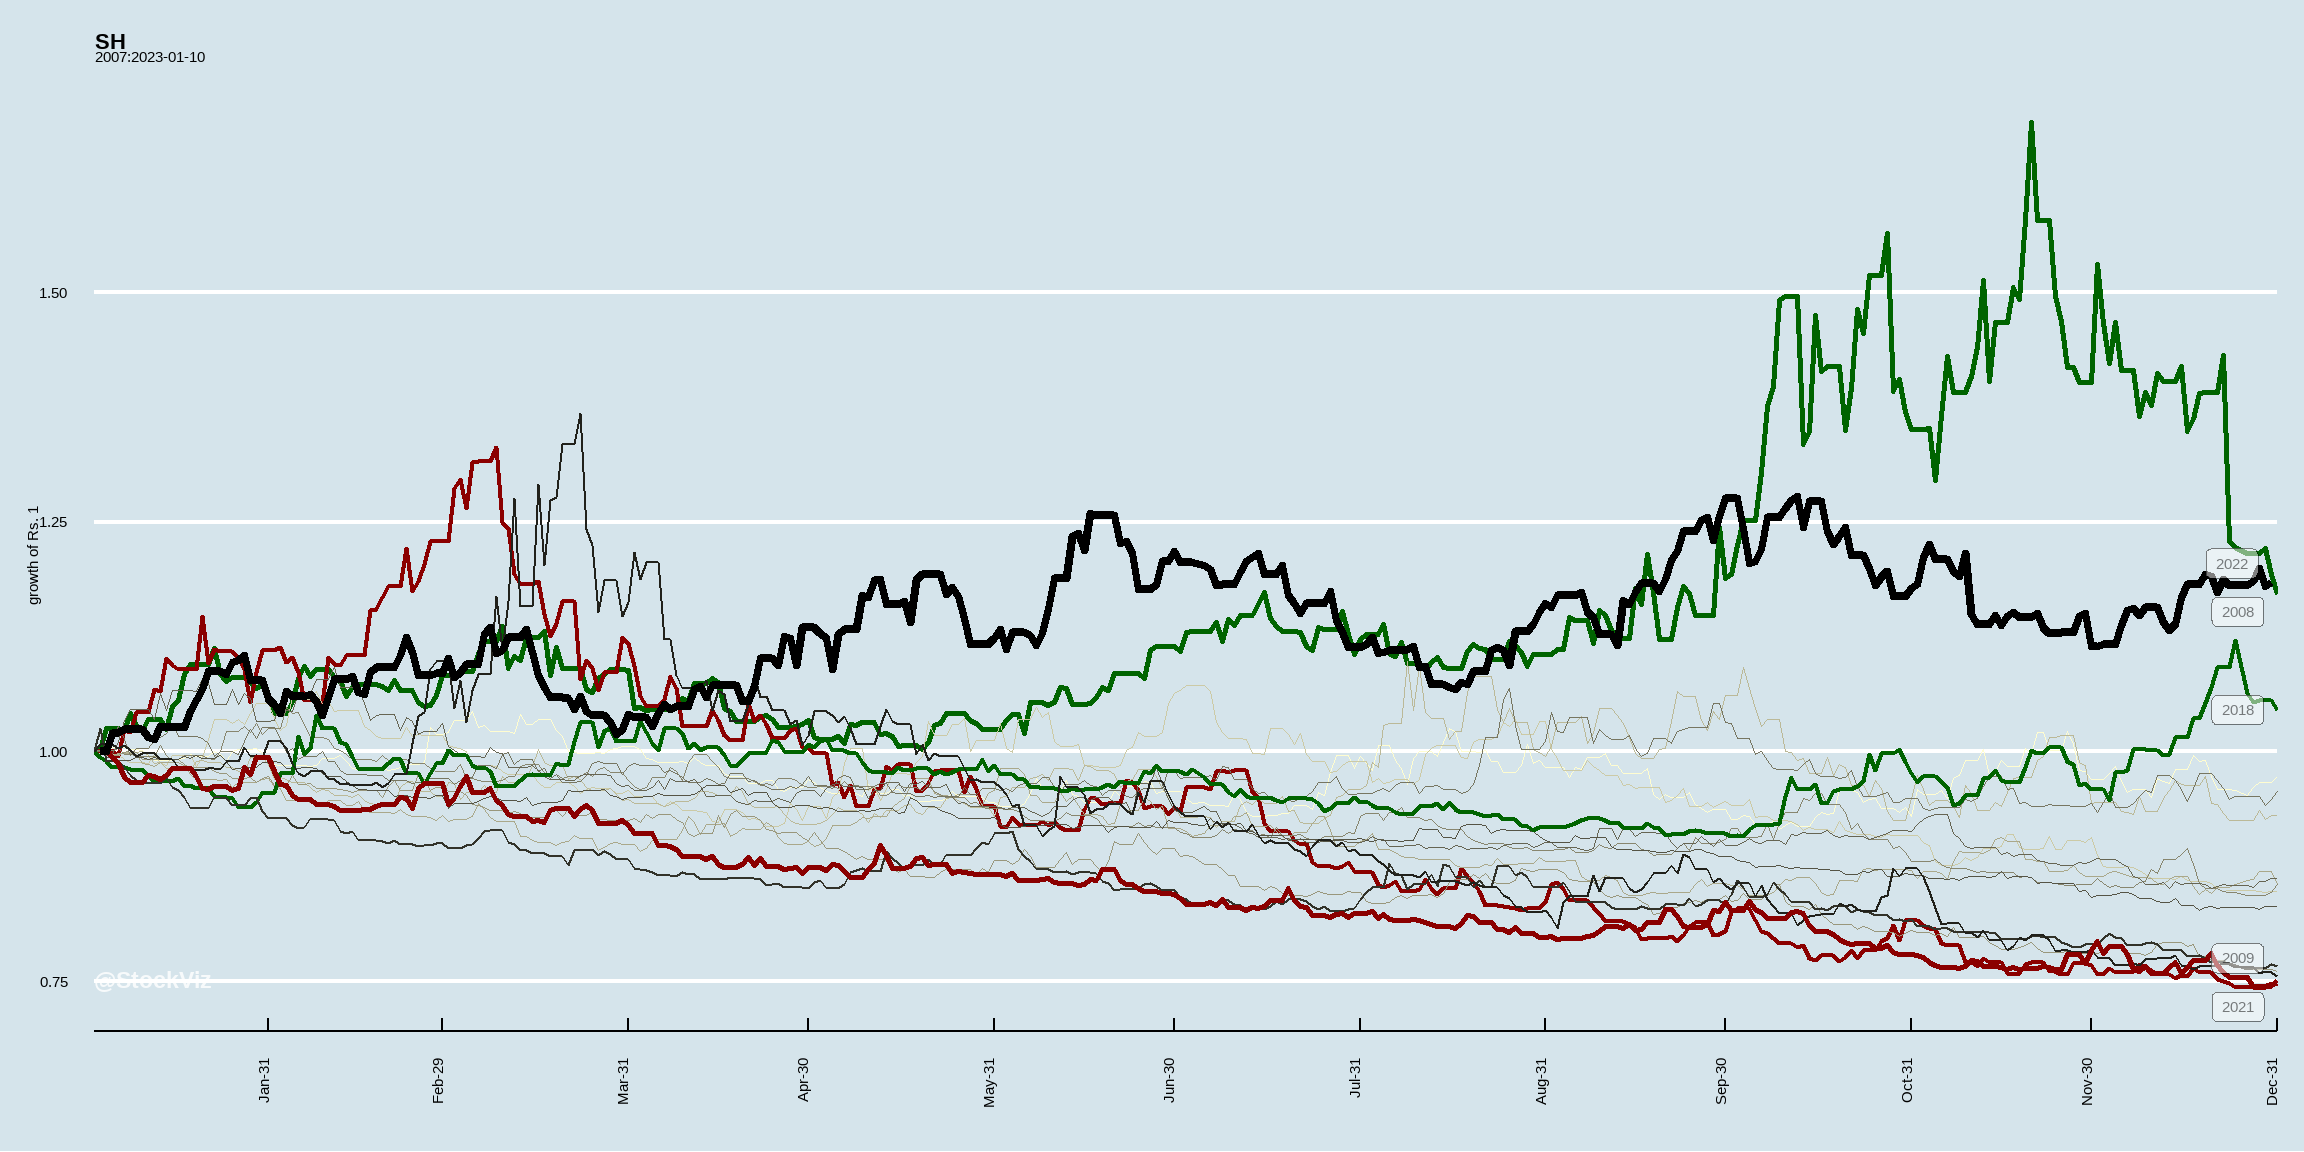 SH
2007:2023-01-10
growth of Rs. 1
1.50
1.25
1.00
0.75
2022
2008
2018
2009
2021
@StockViz
Jan-31
Feb-29
Mar-31
Apr-30
May-31
Jun-30
Jul-31
Aug-31
Sep-30
Oct-31
Nov-30
Dec-31